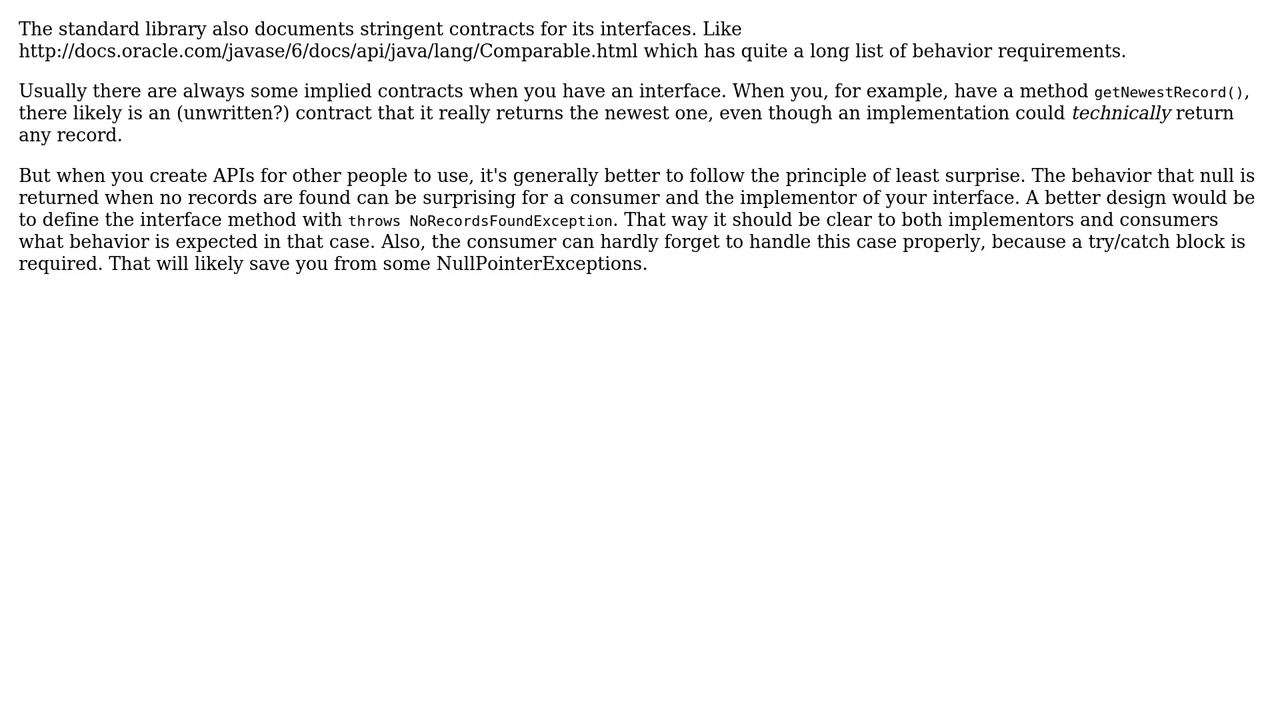 The standard library also documents stringent contracts for its interfaces. Like
http://docs.oracle.com/javase/6/docs/api/java/lang/Comparable.html which has quite a long list of behavior requirements.
Usually there are always some implied contracts when you have an interface. When you, for example, have a method getNewestRecord(),
there likely is an (unwritten?) contract that it really returns the newest one, even though an implementation could technically return
any record.
But when you create APIs for other people to use, it's generally better to follow the principle of least surprise. The behavior that null is
returned when no records are found can be surprising for a consumer and the implementor of your interface. A better design would be
to define the interface method with throws NoRecordsFoundException. That way it should be clear to both implementors and consumers
what behavior is expected in that case. Also, the consumer can hardly forget to handle this case properly, because a try/catch block is
required. That will likely save you from some NullPointerExceptions.